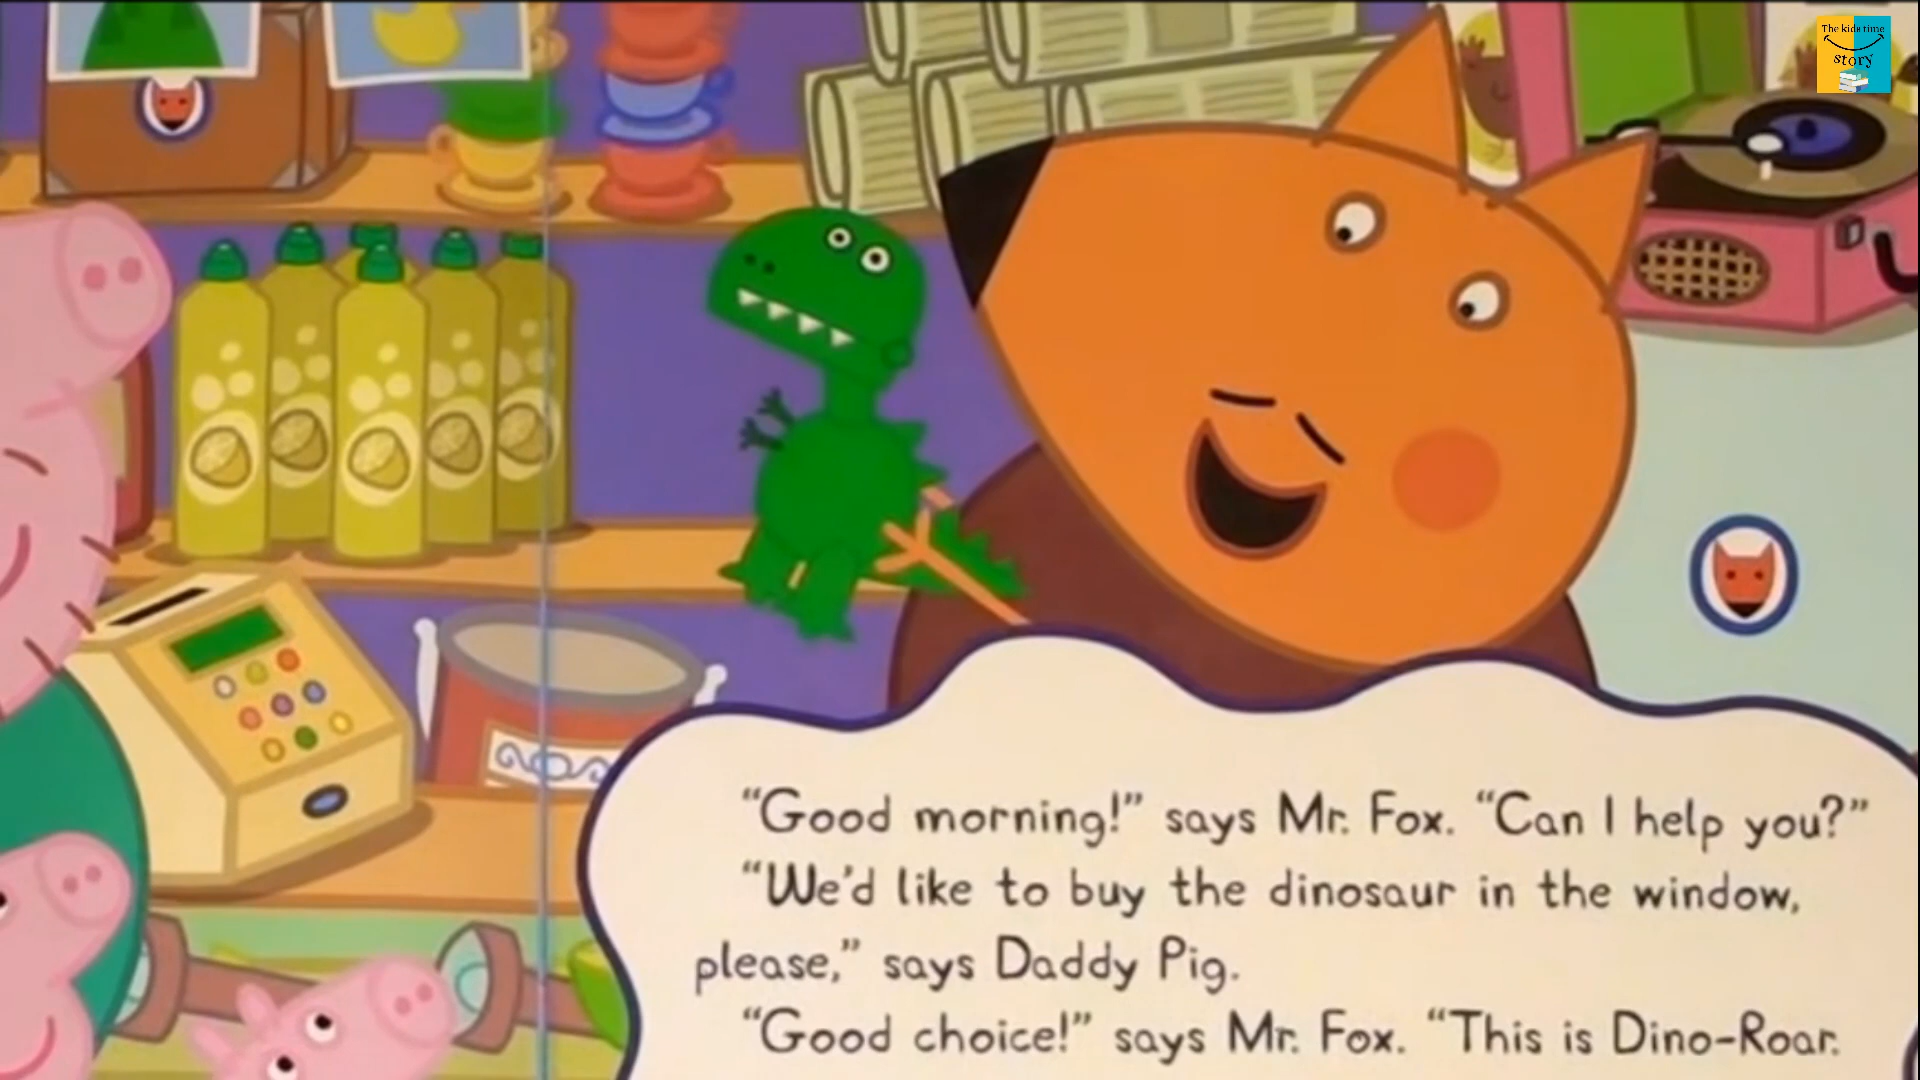 The kids time
story
“Good morning!” says Mr. Fox. “Can I help you?”
“We’d like to buy the dinosaur in the window,
please,” says Daddy Pig.
“Good choice!” says Mr. Fox. “This is Dino-Roar.